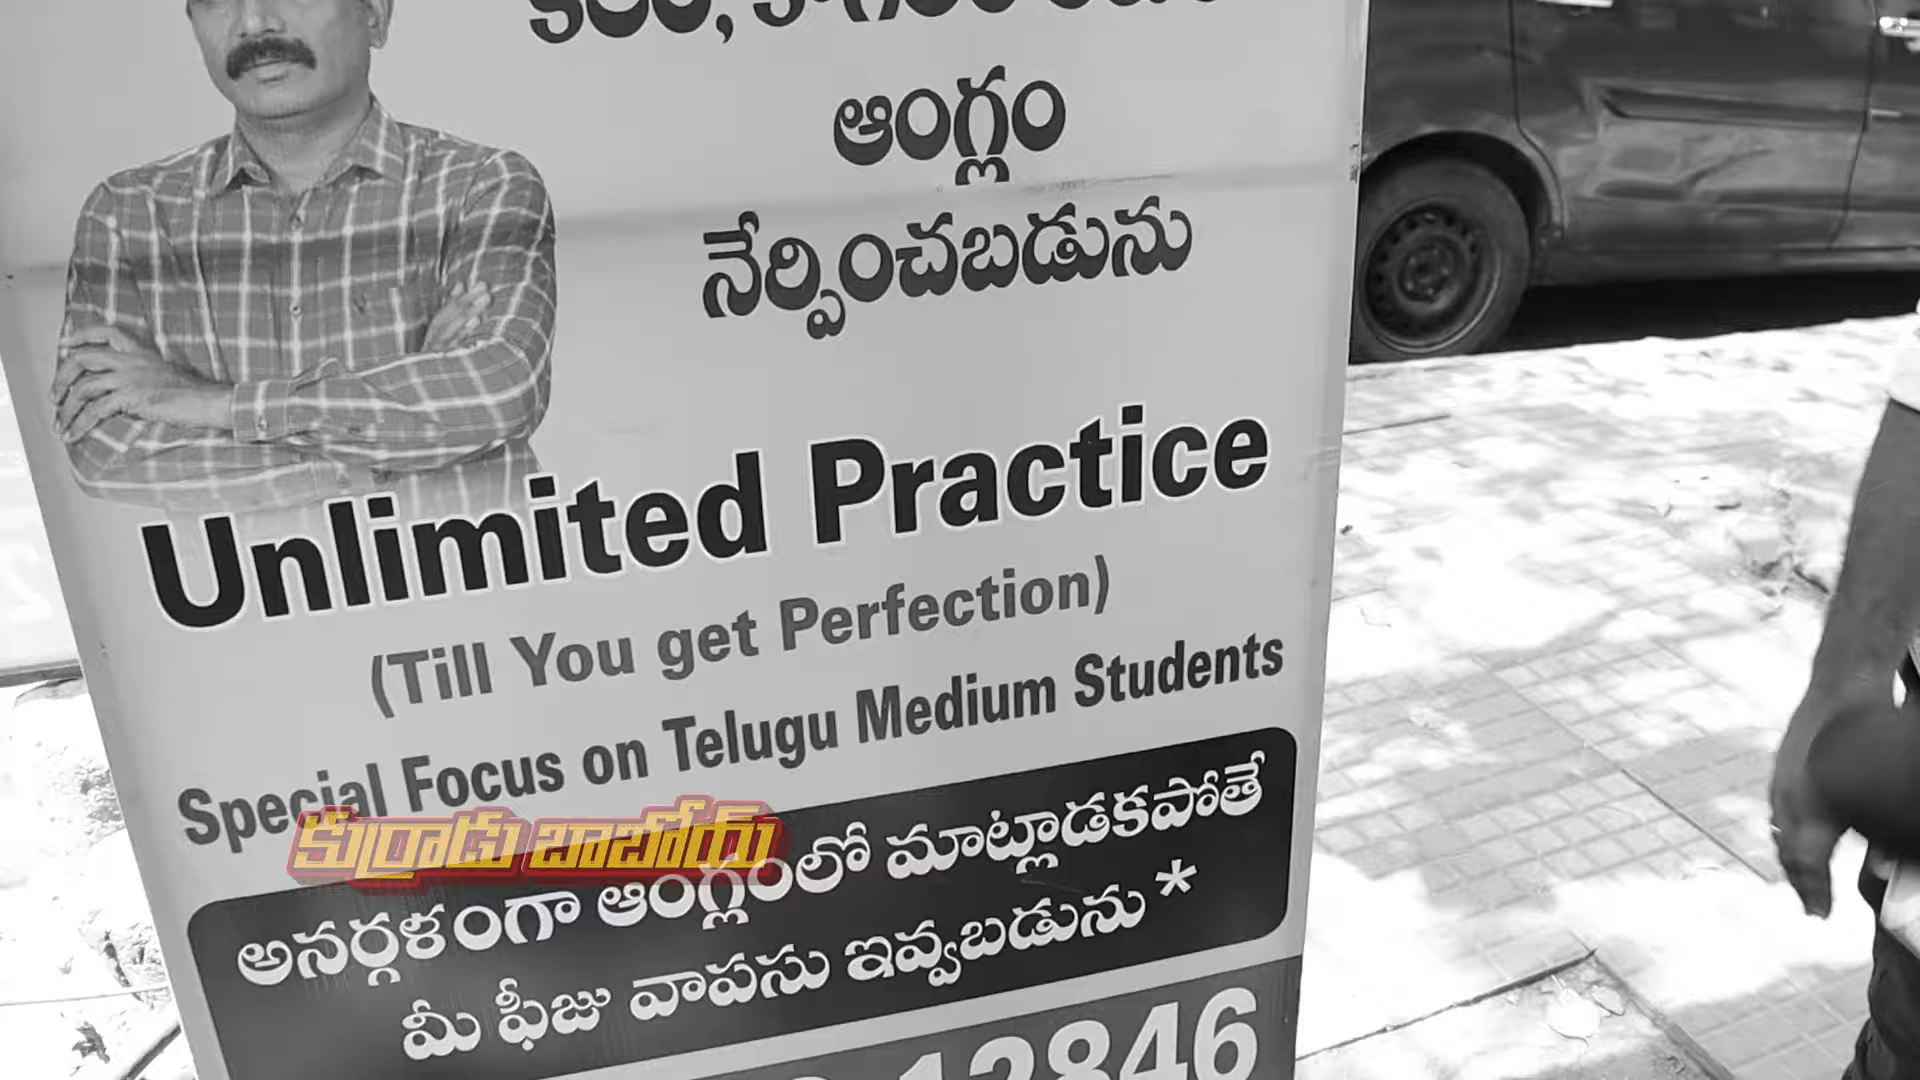 ఆంగ్లం
నేర్పించబడును
Unlimited Practice
(Till You get Perfection)
Special Focus on Telugu Medium Students
కుర్రాడు బాబోయ్
అనర్గళంగా ఆంగ్లంలో మాట్లాడకపోతే
మీ ఫీజు వాపసు ఇవ్వబడును*
12846